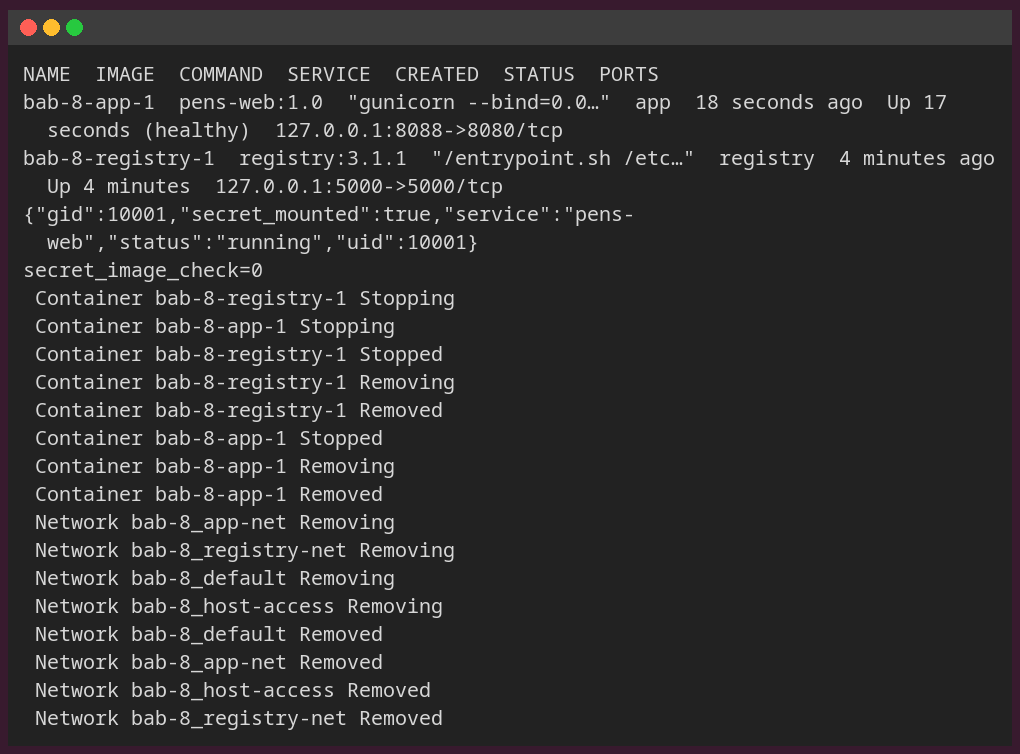 NAME  IMAGE  COMMAND  SERVICE  CREATED  STATUS  PORTS
bab-8-app-1  pens-web:1.0  "gunicorn --bind=0.0…"  app  18 seconds ago  Up 17
  seconds (healthy)  127.0.0.1:8088->8080/tcp
bab-8-registry-1  registry:3.1.1  "/entrypoint.sh /etc…"  registry  4 minutes ago
  Up 4 minutes  127.0.0.1:5000->5000/tcp
{"gid":10001,"secret_mounted":true,"service":"pens-
  web","status":"running","uid":10001}
secret_image_check=0
 Container bab-8-registry-1 Stopping
 Container bab-8-app-1 Stopping
 Container bab-8-registry-1 Stopped
 Container bab-8-registry-1 Removing
 Container bab-8-registry-1 Removed
 Container bab-8-app-1 Stopped
 Container bab-8-app-1 Removing
 Container bab-8-app-1 Removed
 Network bab-8_app-net Removing
 Network bab-8_registry-net Removing
 Network bab-8_default Removing
 Network bab-8_host-access Removing
 Network bab-8_default Removed
 Network bab-8_app-net Removed
 Network bab-8_host-access Removed
 Network bab-8_registry-net Removed